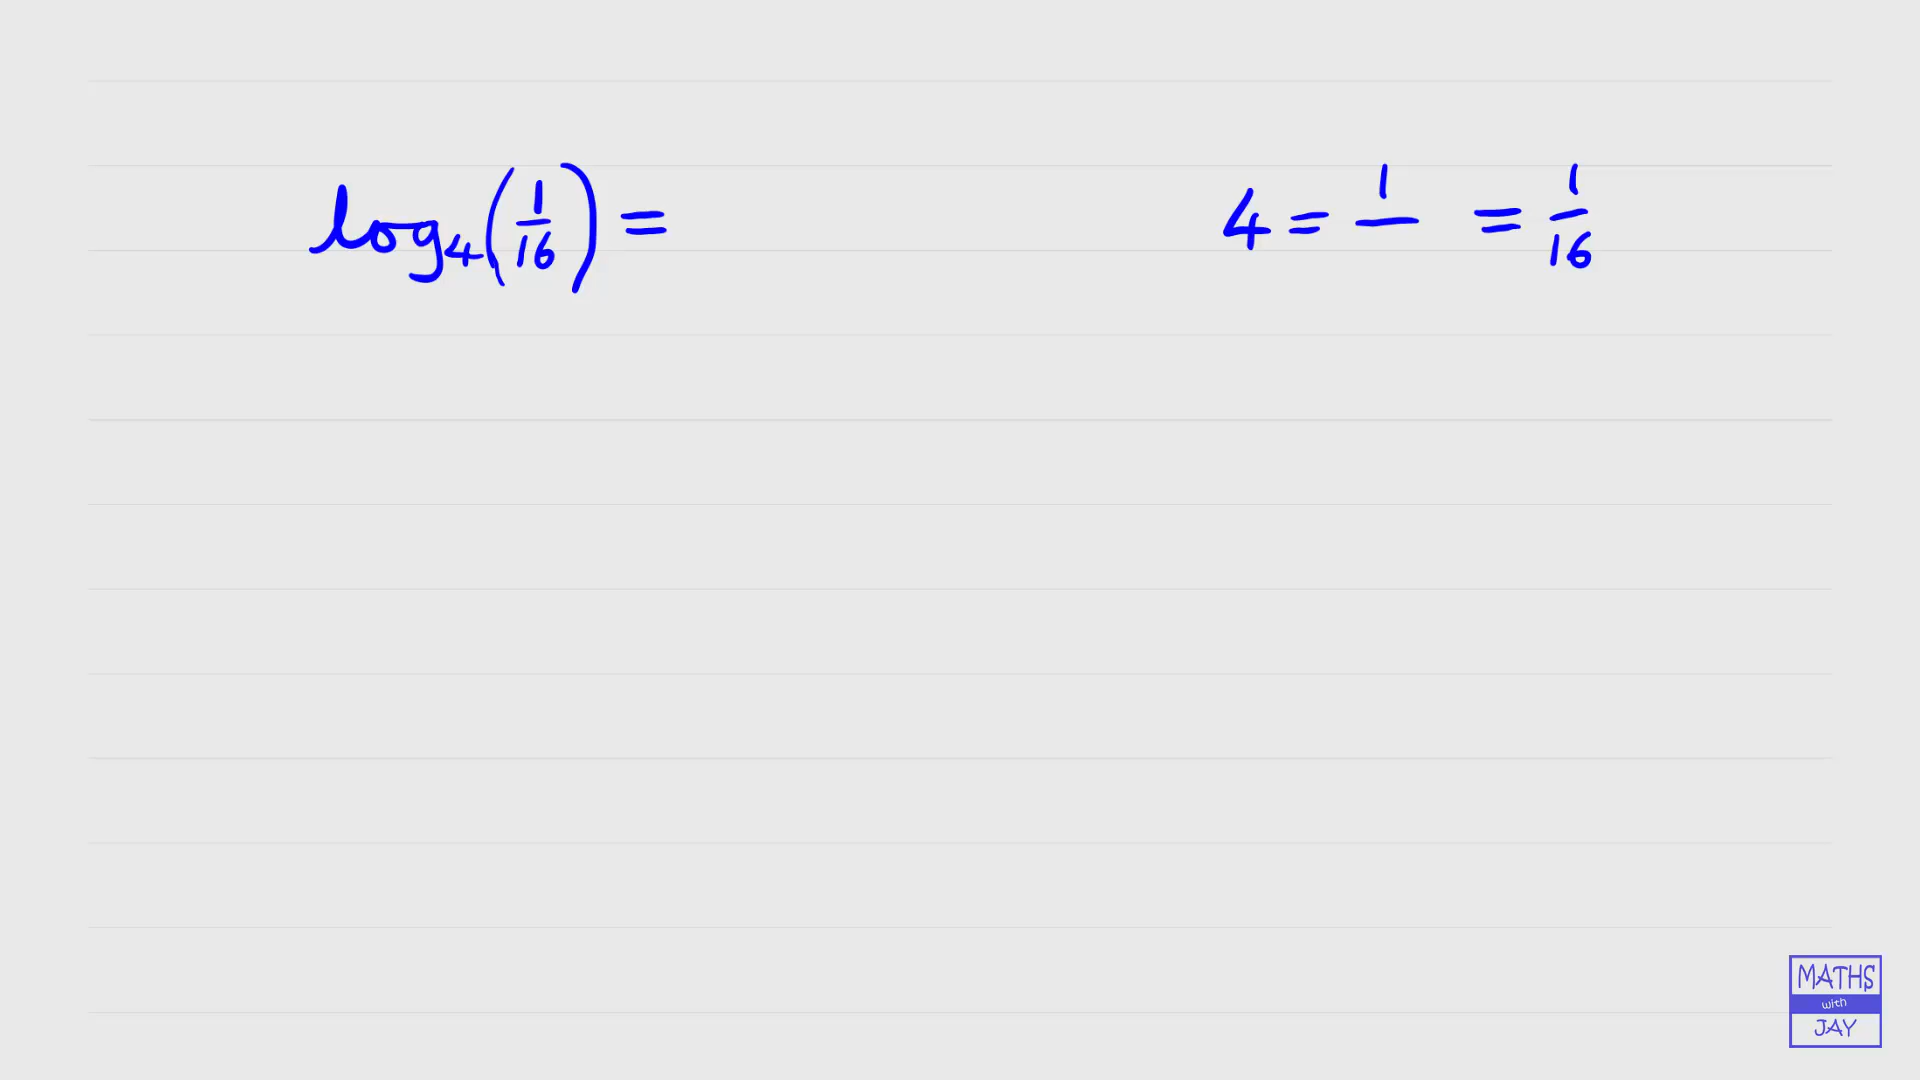 log₄(1/16) =
4 = 1/  = 1/16
MATHS
with
JAY